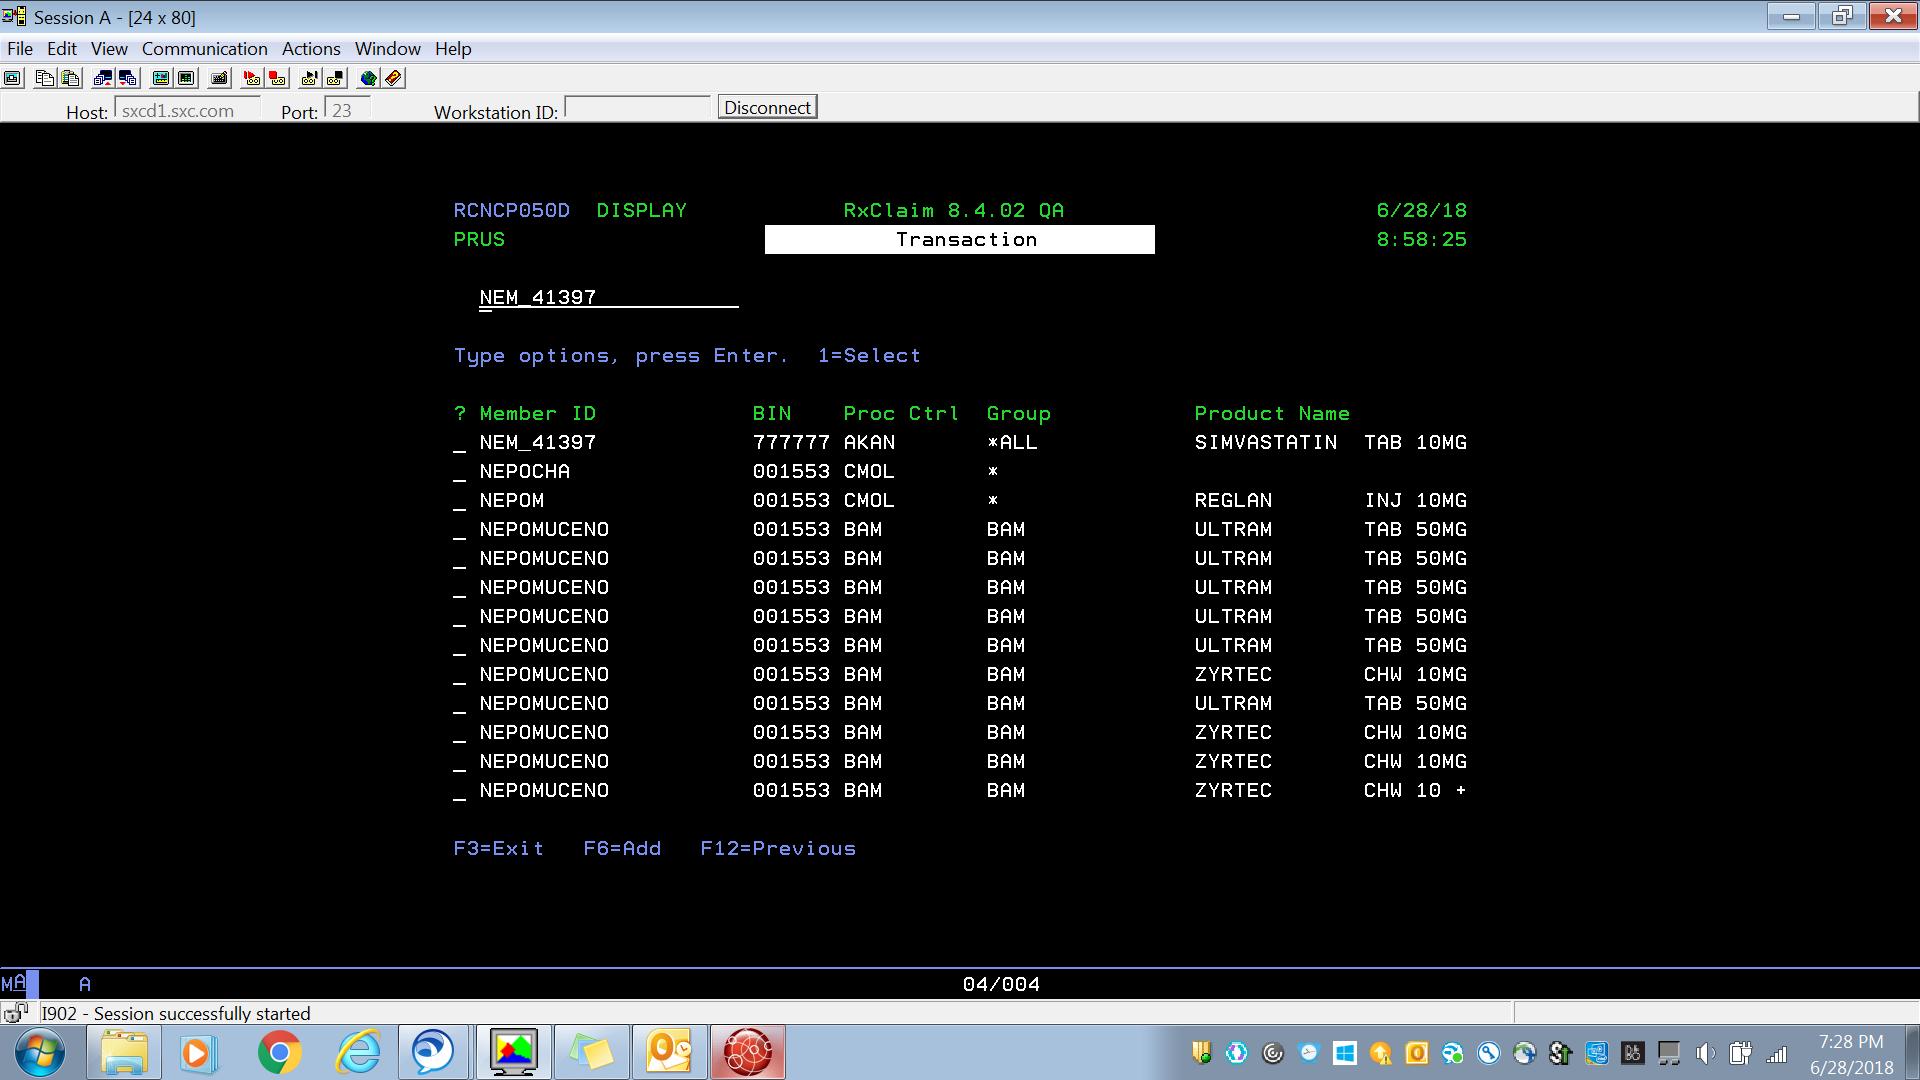 Session A - [24 x 80]
File Edit View Communication Actions Window Help
Host: sxcd1.sxc.com Port: 23 Workstation ID: Disconnect
RCNCP050D DISPLAY RxClaim 8.4.02 QA 6/28/18
PRUS Transaction 8:58:25
NEM_41397
Type options, press Enter. 1=Select
? Member ID BIN Proc Ctrl Group Product Name
_ NEM_41397 777777 AKAN *ALL SIMVASTATIN TAB 10MG
_ NEPOCHA 001553 CMOL *
_ NEPOM 001553 CMOL * REGLAN INJ 10MG
_ NEPOMUCENO 001553 BAM BAM ULTRAM TAB 50MG
_ NEPOMUCENO 001553 BAM BAM ULTRAM TAB 50MG
_ NEPOMUCENO 001553 BAM BAM ULTRAM TAB 50MG
_ NEPOMUCENO 001553 BAM BAM ULTRAM TAB 50MG
_ NEPOMUCENO 001553 BAM BAM ULTRAM TAB 50MG
_ NEPOMUCENO 001553 BAM BAM ZYRTEC CHW 10MG
_ NEPOMUCENO 001553 BAM BAM ULTRAM TAB 50MG
_ NEPOMUCENO 001553 BAM BAM ZYRTEC CHW 10MG
_ NEPOMUCENO 001553 BAM BAM ZYRTEC CHW 10MG
_ NEPOMUCENO 001553 BAM BAM ZYRTEC CHW 10 +
F3=Exit F6=Add F12=Previous
MA A 04/004
I902 - Session successfully started
7:28 PM
6/28/2018